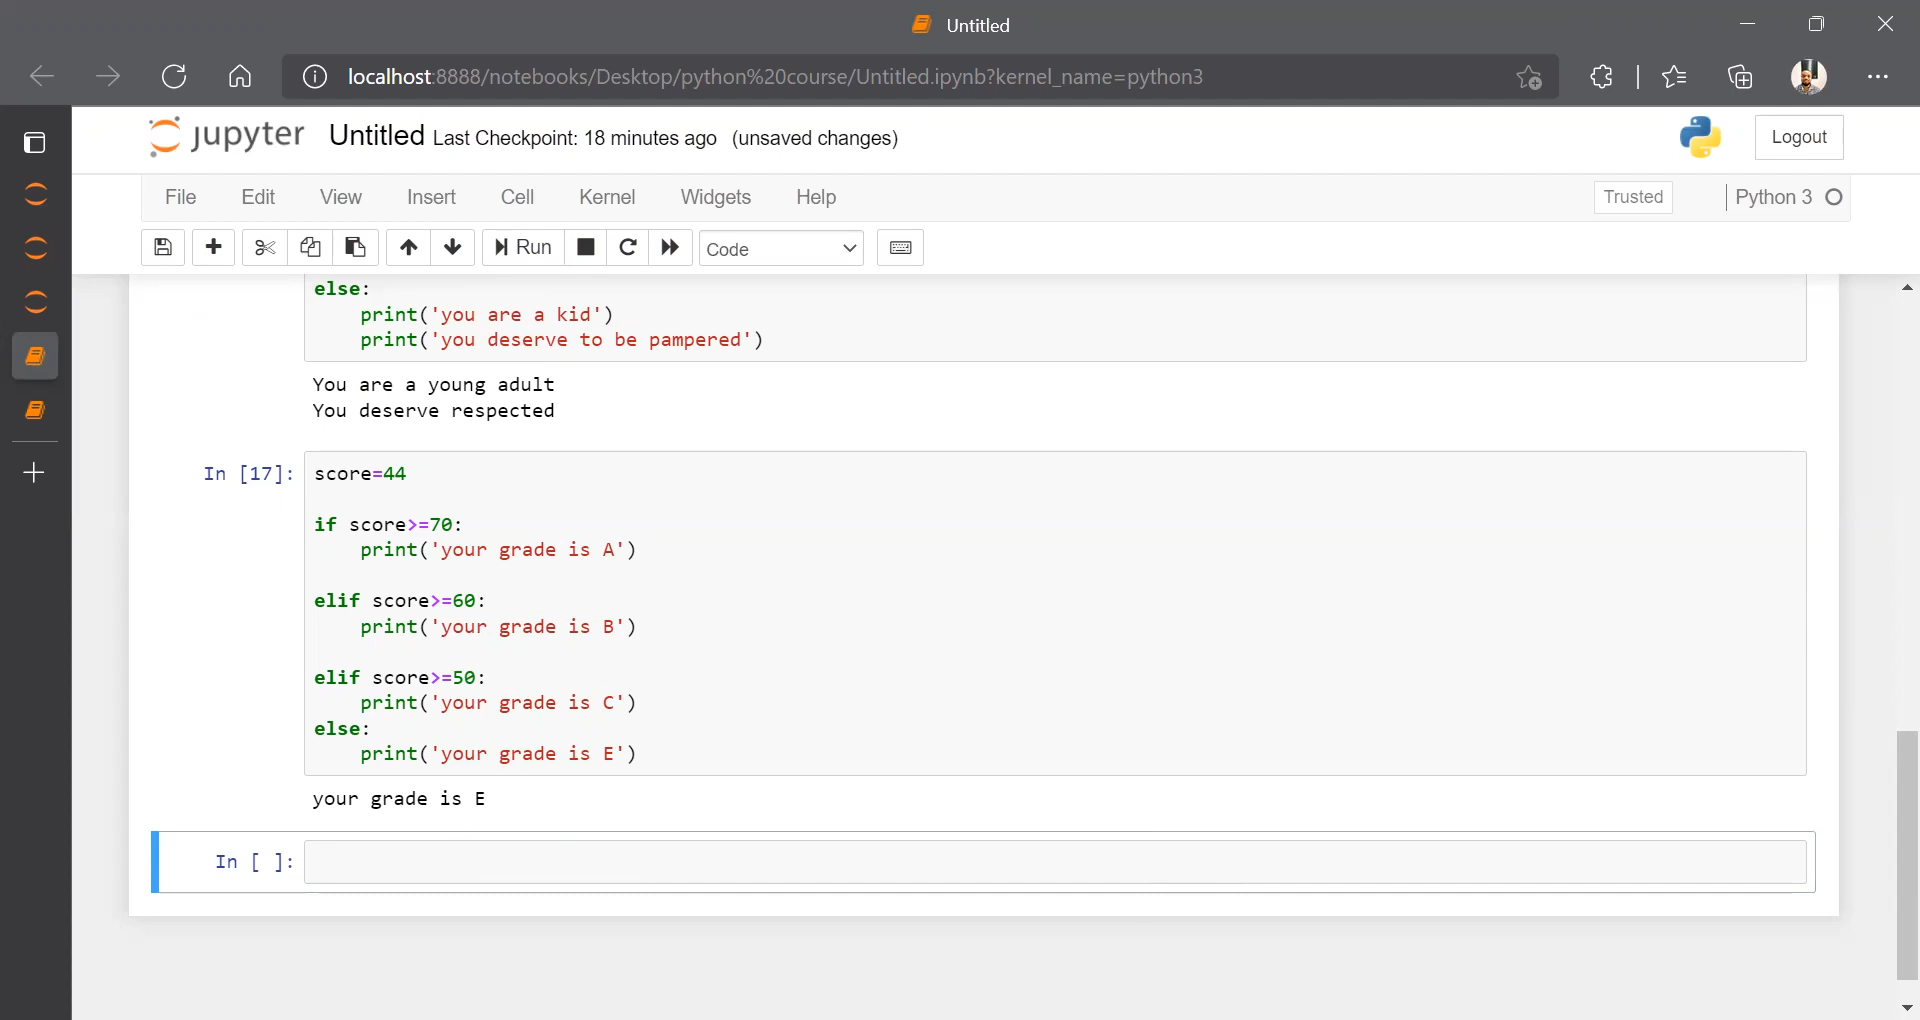 Untitled
localhost:8888/notebooks/Desktop/python%20course/Untitled.ipynb?kernel_name=python3
jupyter Untitled Last Checkpoint: 18 minutes ago (unsaved changes)
Logout
File Edit View Insert Cell Kernel Widgets Help
Trusted
Python 3
Run
Code
else:
    print('you are a kid')
    print('you deserve to be pampered')
You are a young adult
You deserve respected
In [17]: score=44
if score>=70:
    print('your grade is A')
elif score>=60:
    print('your grade is B')
elif score>=50:
    print('your grade is C')
else:
    print('your grade is E')
your grade is E
In [ ]: